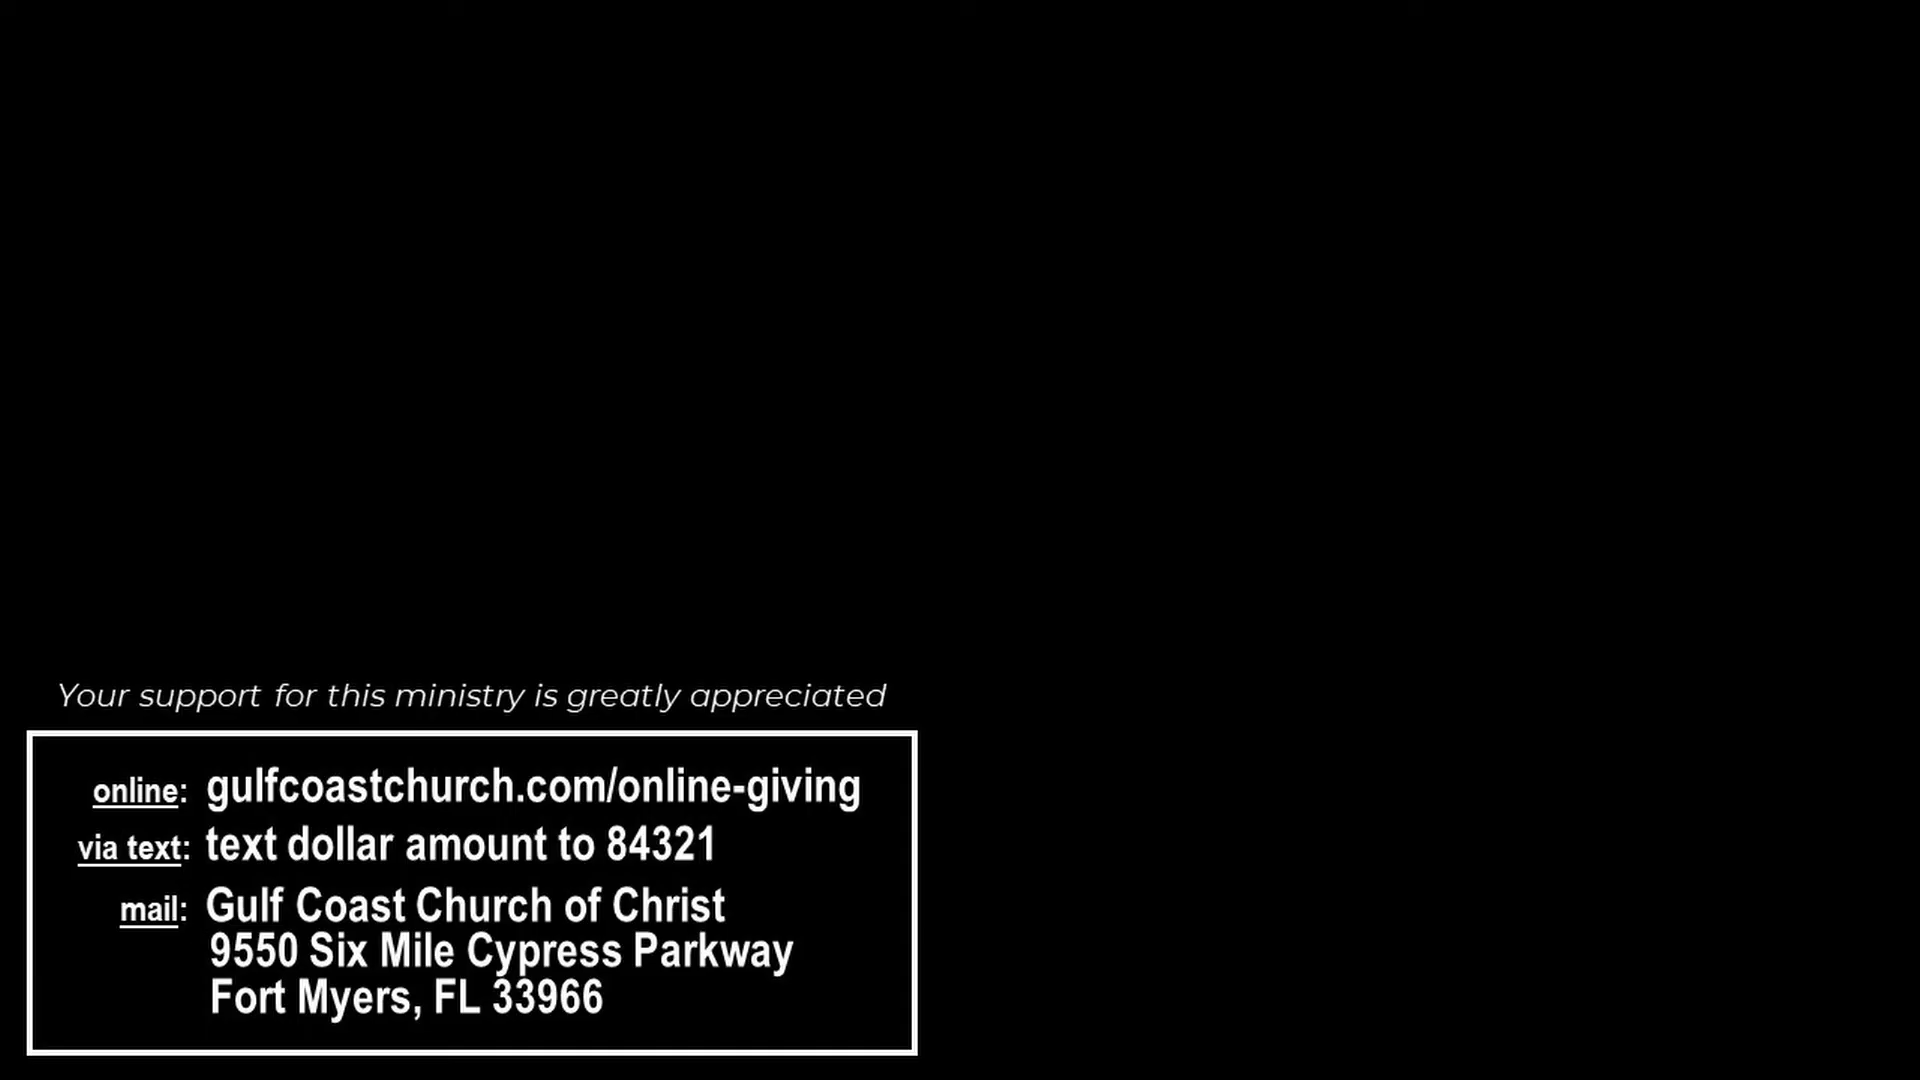 Your support for this ministry is greatly appreciated
online: gulfcoastchurch.com/online-giving
via text: text dollar amount to 84321
mail: Gulf Coast Church of Christ
9550 Six Mile Cypress Parkway
Fort Myers, FL 33966